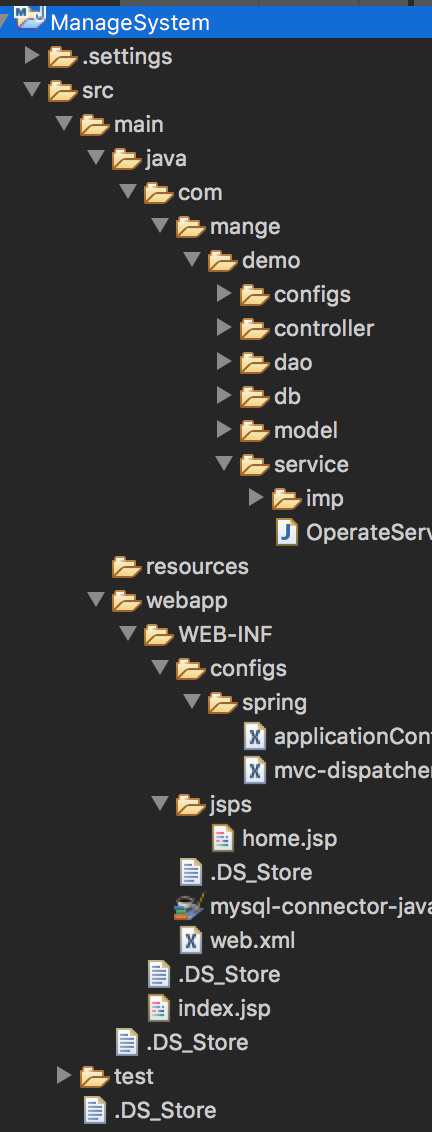 ManageSystem
.settings
src
main
java
com
mange
demo
configs
controller
dao
db
model
service
imp
OperateServ
resources
webapp
WEB-INF
configs
spring
applicationCont
mvc-dispatcher
jsps
home.jsp
.DS_Store
mysql-connector-java
web.xml
.DS_Store
index.jsp
.DS_Store
test
.DS_Store